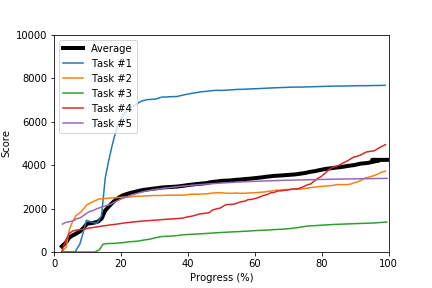 10000
8000
6000
4000
2000
0
Score
Average
Task #1
Task #2
Task #3
Task #4
Task #5
0 20 40 60 80 100
Progress (%)